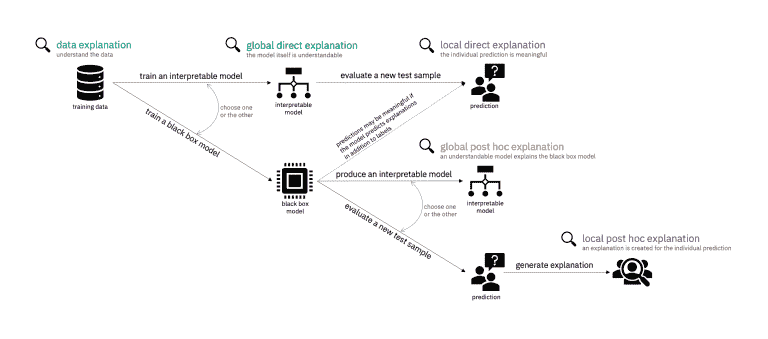 data explanation
understand the data
global direct explanation
the model itself is understandable
local direct explanation
the individual prediction is meaningful
train an interpretable model
evaluate a new test sample
?
training data
choose one
or the other
interpretable
model
prediction
train a black box model
predictions may be meaningful if
the model predicts explanations
in addition to labels
global post hoc explanation
an understandable model explains the black box model
produce an interpretable model
black box
model
choose one
or the other
interpretable
model
evaluate a new test sample
local post hoc explanation
an explanation is created for the individual prediction
?
generate explanation
prediction